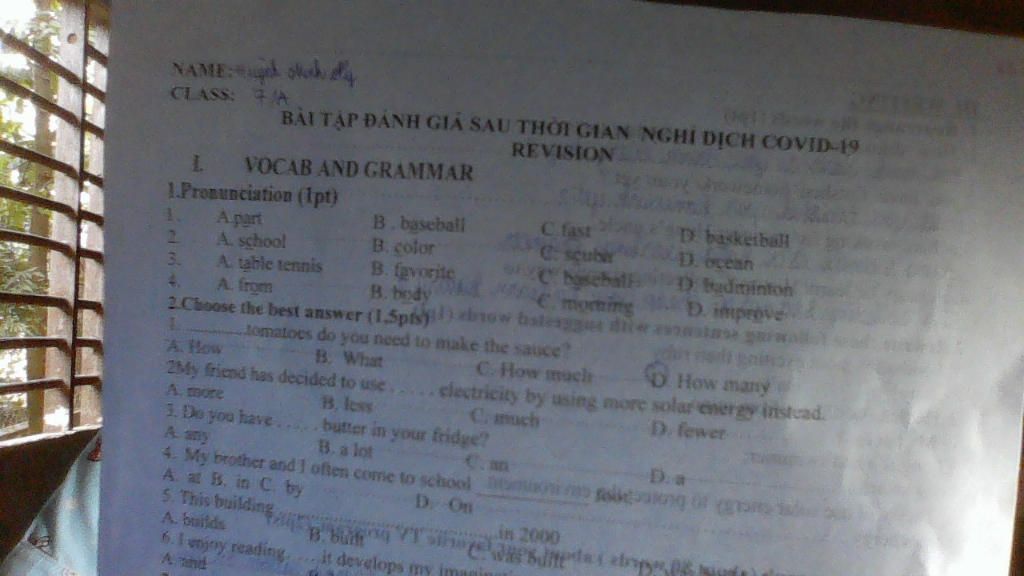 NAME:
CLASS: 7/A
BÀI TẬP ĐÁNH GIÁ SAU THỜI GIAN NGHỈ DỊCH COVID-19
REVISION
I. VOCAB AND GRAMMAR
1.Pronunciation (1pt)
1. A.part B . baseball C.fast D. basketball
2. A. school B. color C. scuba D. ocean
3. A. table tennis B. favorite C. baseball D. badminton
4. A. from B. body C. morning D. improve
2.Choose the best answer (1,5pts)
1. ............tomatoes do you need to make the sauce?
A. How B. What C. How much D. How many
2My friend has decided to use . . . . . electricity by using more solar energy instead.
A. more B. less C. much D. fewer
3. Do you have . . . . . butter in your fridge?
A. any B. a lot C. an D. a
4. My brother and I often come to school ________ foot.
A. at B. in C. by D. On
5. This building ............ in 2000
A. builds B. built C. was built
6. I enjoy reading, . . . it develops my
A. and